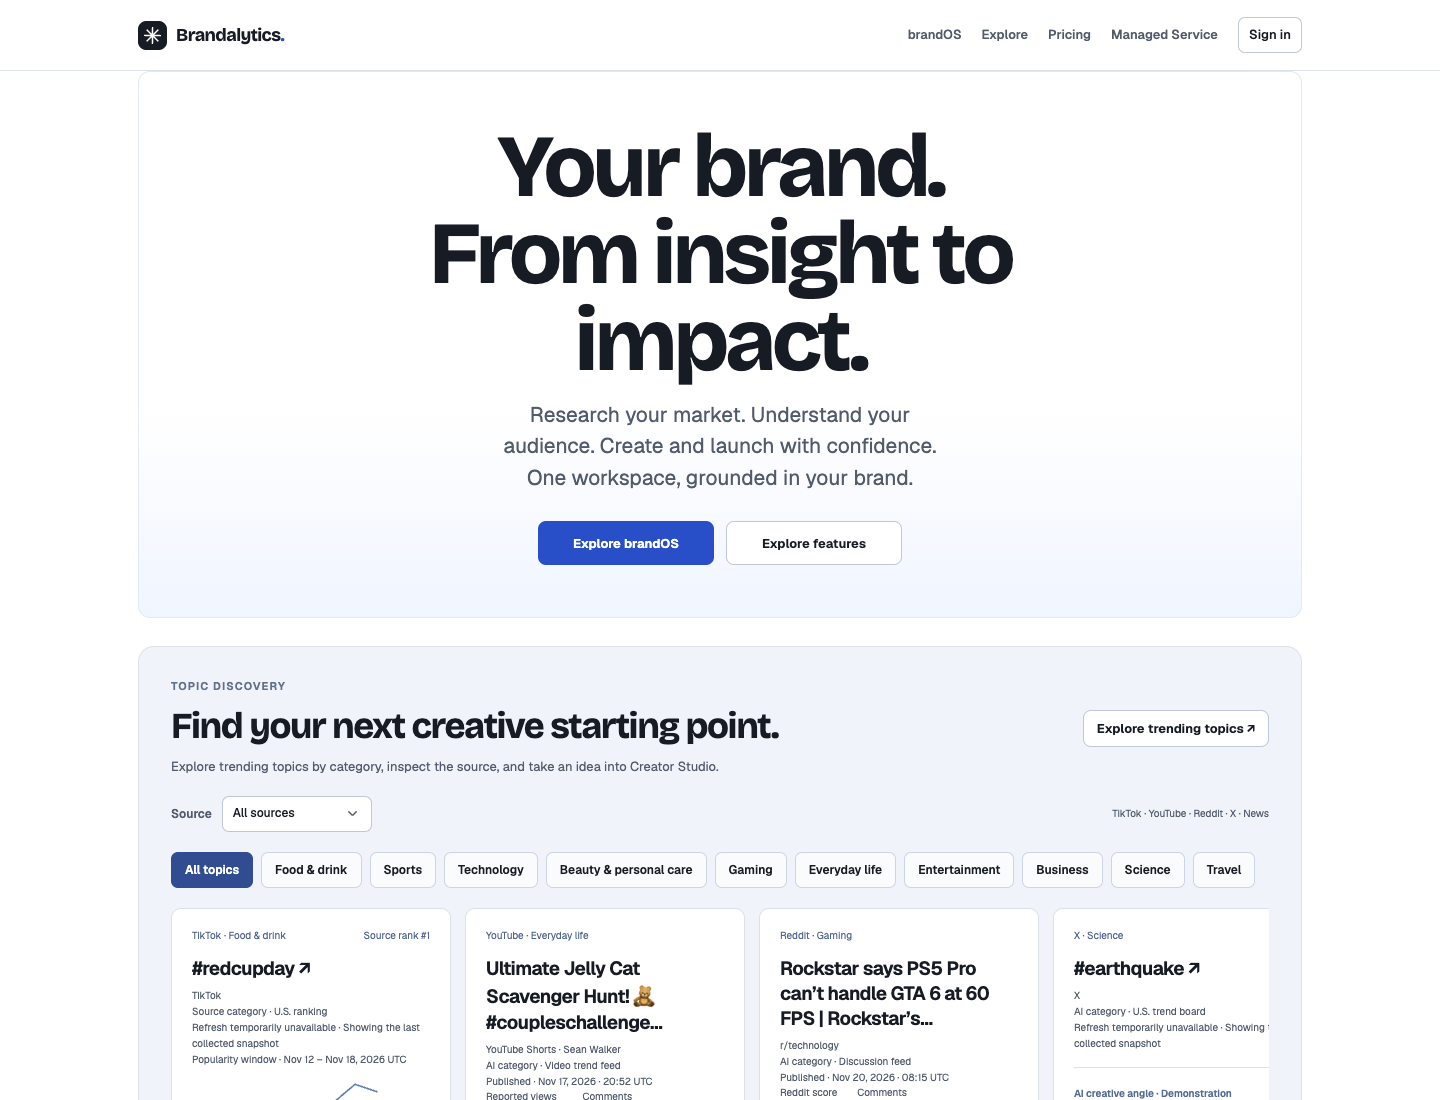 Brandalytics.
brandOS
Explore
Pricing
Managed Service
Sign in
Your brand.
From insight to
impact.
Research your market. Understand your
audience. Create and launch with confidence.
One workspace, grounded in your brand.
Explore brandOS
Explore features
TOPIC DISCOVERY
Find your next creative starting point.
Explore trending topics ↗
Explore trending topics by category, inspect the source, and take an idea into Creator Studio.
Source
All sources
TikTok · YouTube · Reddit · X · News
All topics
Food & drink
Sports
Technology
Beauty & personal care
Gaming
Everyday life
Entertainment
Business
Science
Travel
TikTok · Food & drink
Source rank #1
#redcupday ↗
TikTok
Source category · U.S. ranking
Refresh temporarily unavailable · Showing the last
collected snapshot
Popularity window · Nov 12 – Nov 18, 2026 UTC
YouTube · Everyday life
Ultimate Jelly Cat
Scavenger Hunt! 🧸
#coupleschallenge...
YouTube Shorts · Sean Walker
AI category · Video trend feed
Published · Nov 17, 2026 · 20:52 UTC
Reported views
Comments
Reddit · Gaming
Rockstar says PS5 Pro
can’t handle GTA 6 at 60
FPS | Rockstar’s...
r/technology
AI category · Discussion feed
Published · Nov 20, 2026 · 08:15 UTC
Reddit score
Comments
X · Science
#earthquake ↗
X
AI category · U.S. trend board
Refresh temporarily unavailable · Showing
collected snapshot
AI creative angle · Demonstration